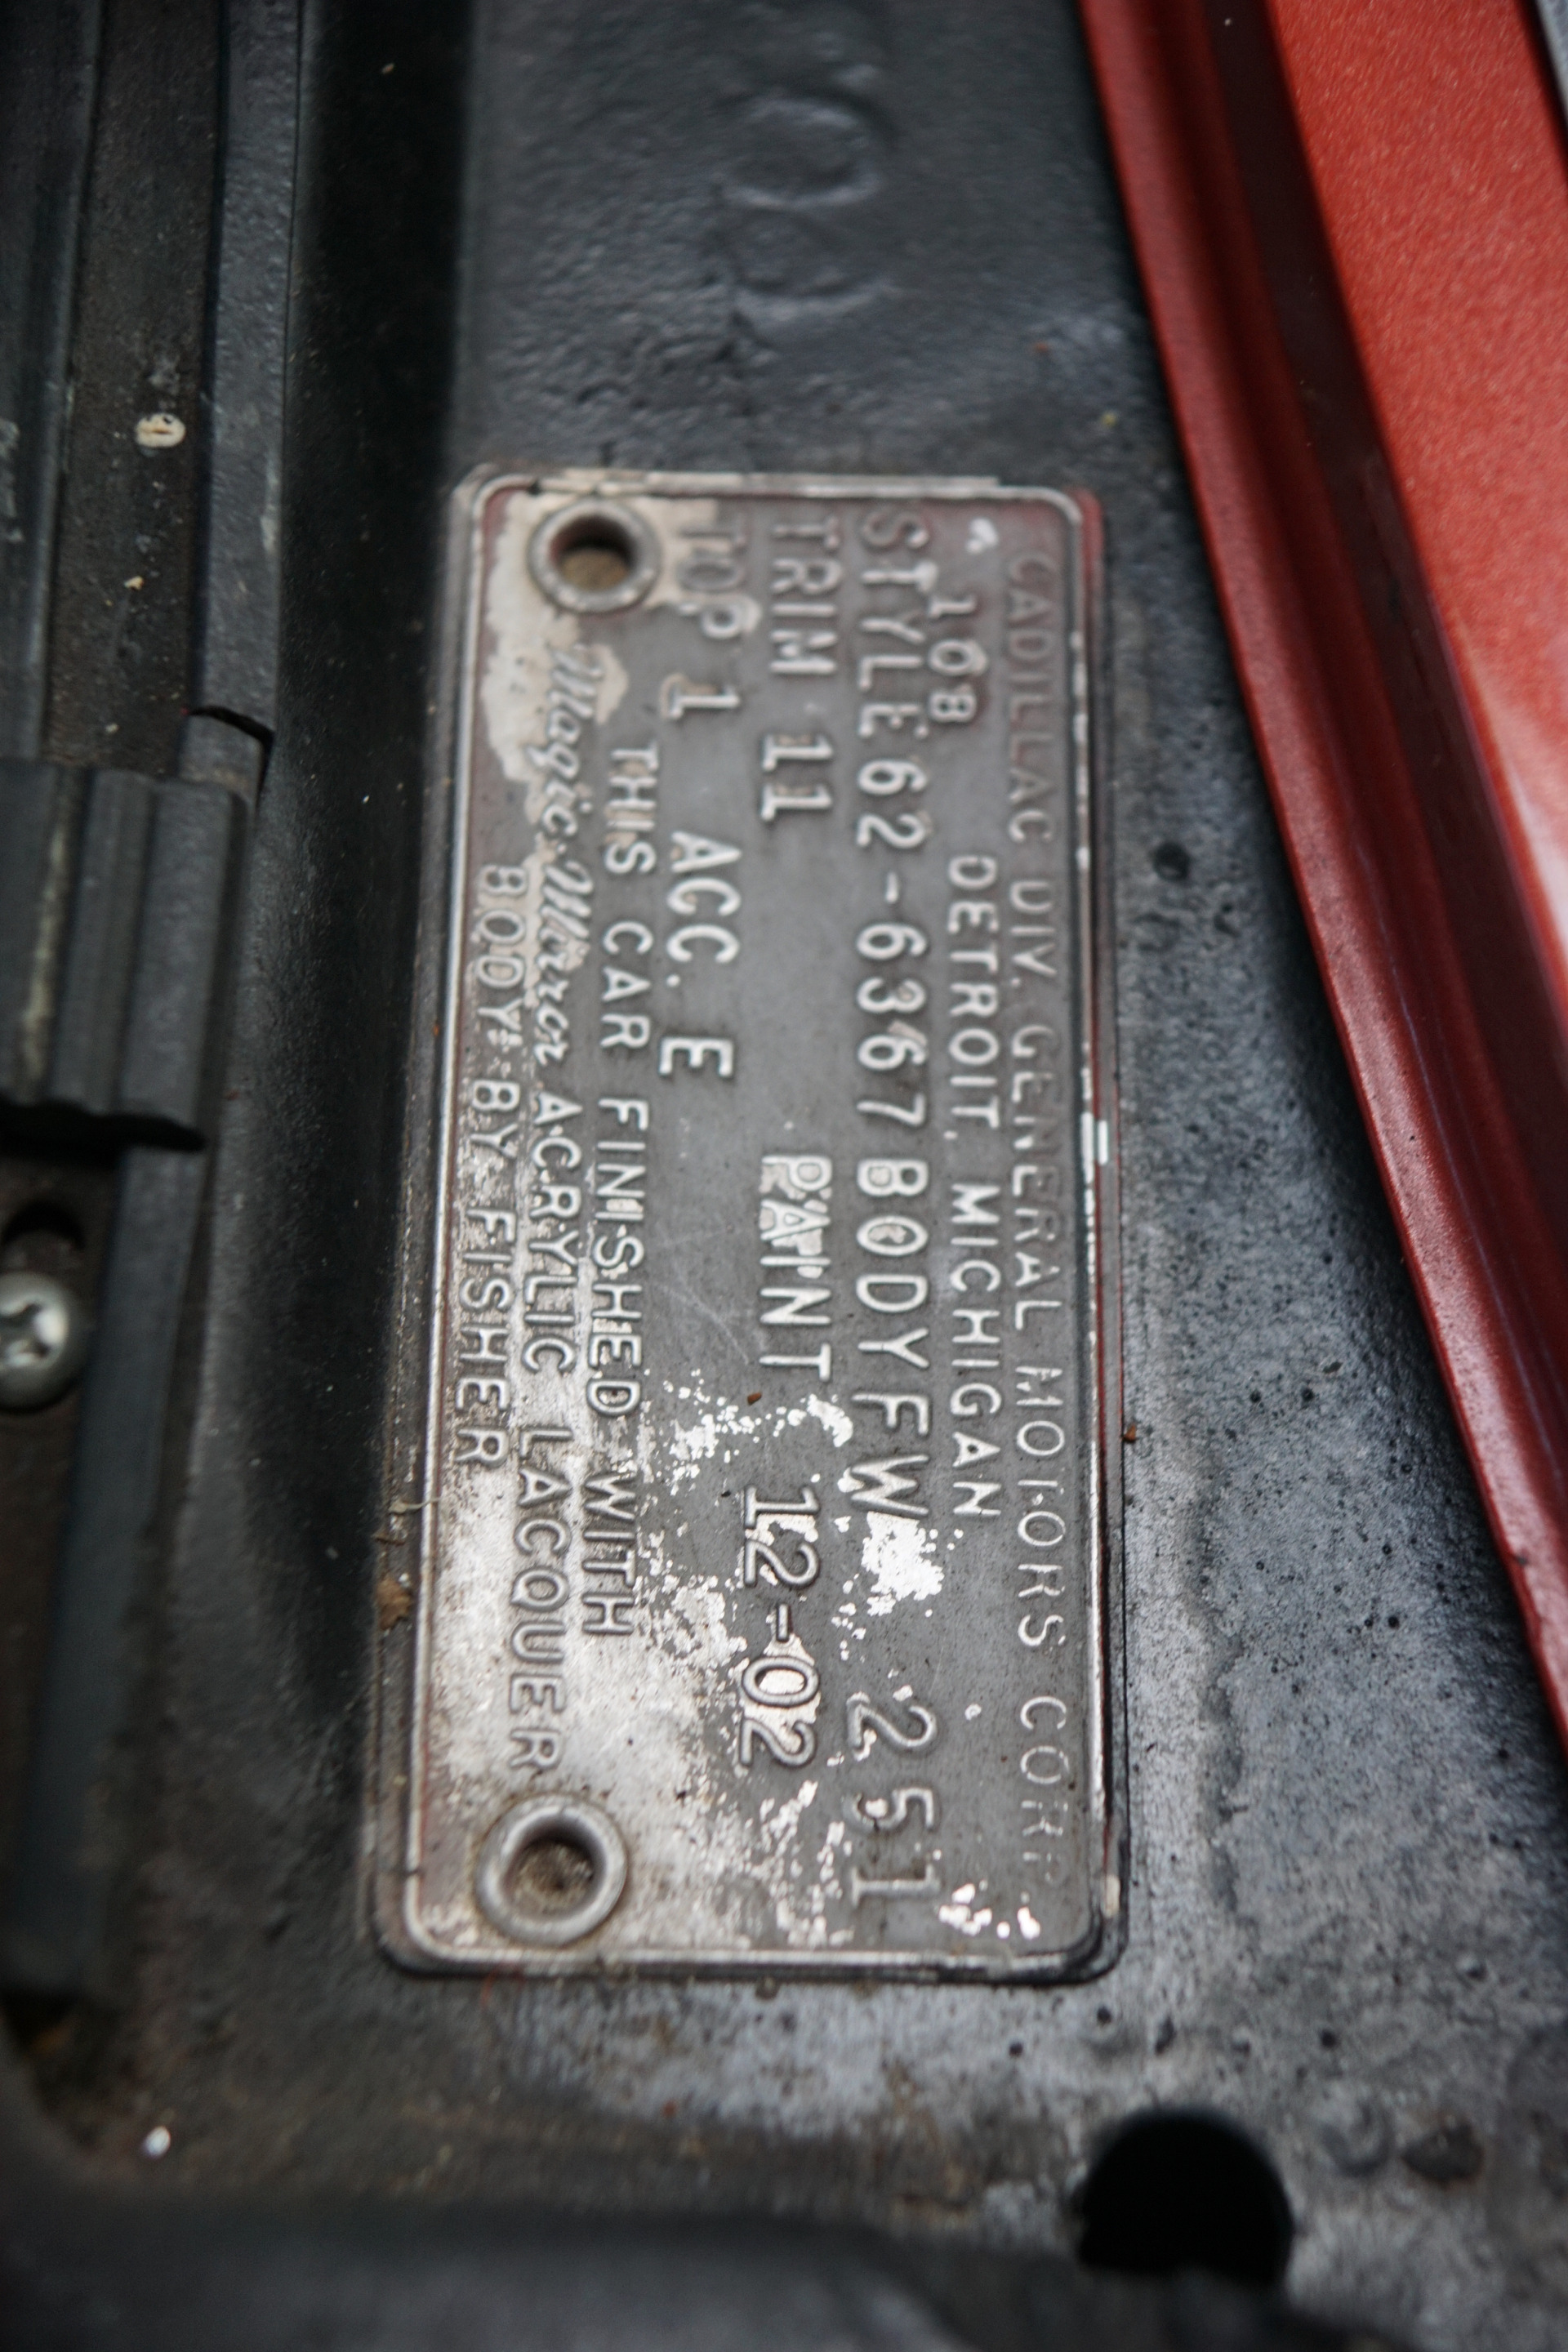 CADILLAC DIV. GENERAL MOTORS CORP.
108 DETROIT, MICHIGAN
STYLE 62-6367 BODY FW 2251
TRIM 11 PAINT 12-02
TOP 1 ACC. E
THIS CAR FINISHED WITH
Magic-Mirror ACRYLIC LACQUER
BODY BY FISHER